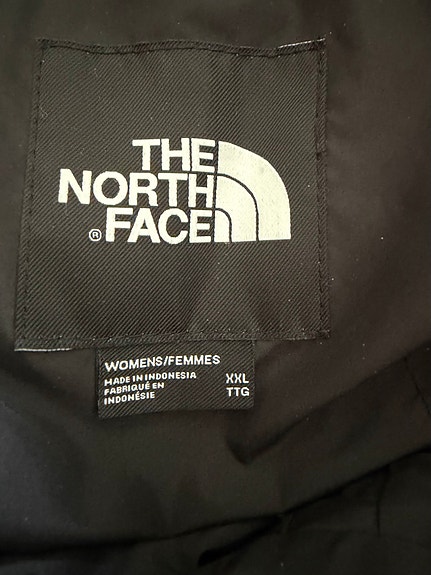 THE
NORTH
® FACE
WOMENS/FEMMES
MADE IN INDONESIA XXL
FABRIQUÉ EN TTG
INDONÉSIE